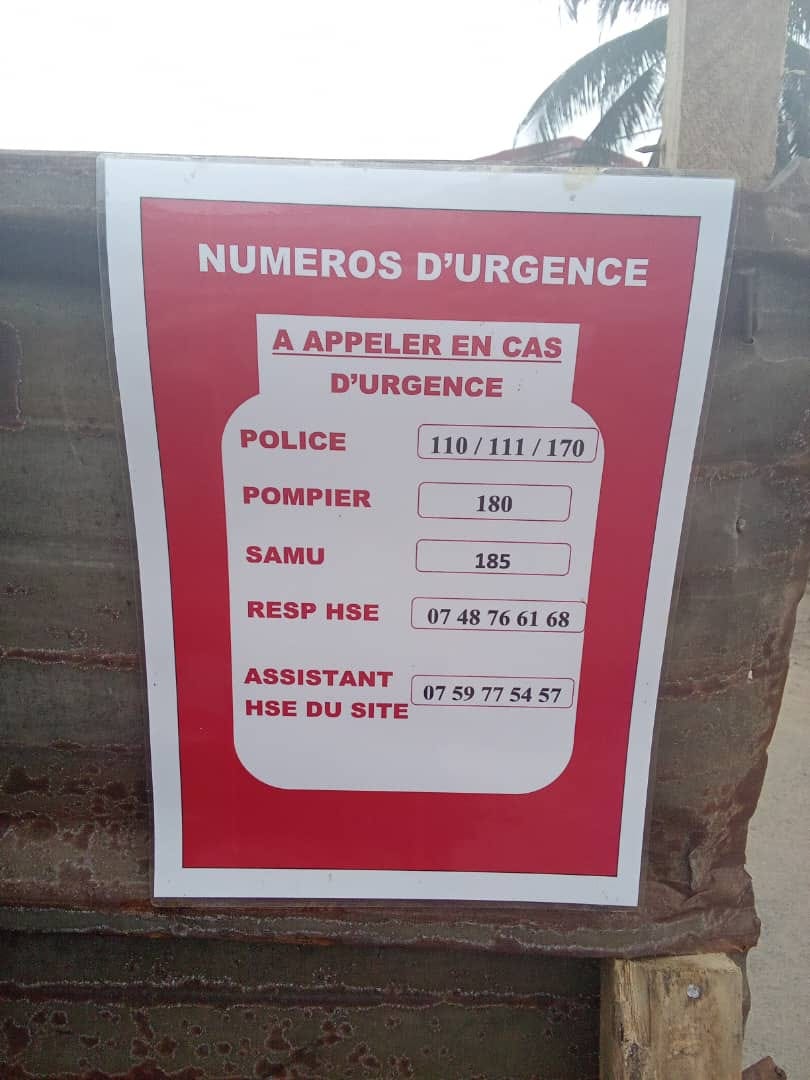 NUMEROS D'URGENCE
A APPELER EN CAS
D'URGENCE
POLICE 110 / 111 / 170
POMPIER 180
SAMU 185
RESP HSE 07 48 76 61 68
ASSISTANT
HSE DU SITE 07 59 77 54 57